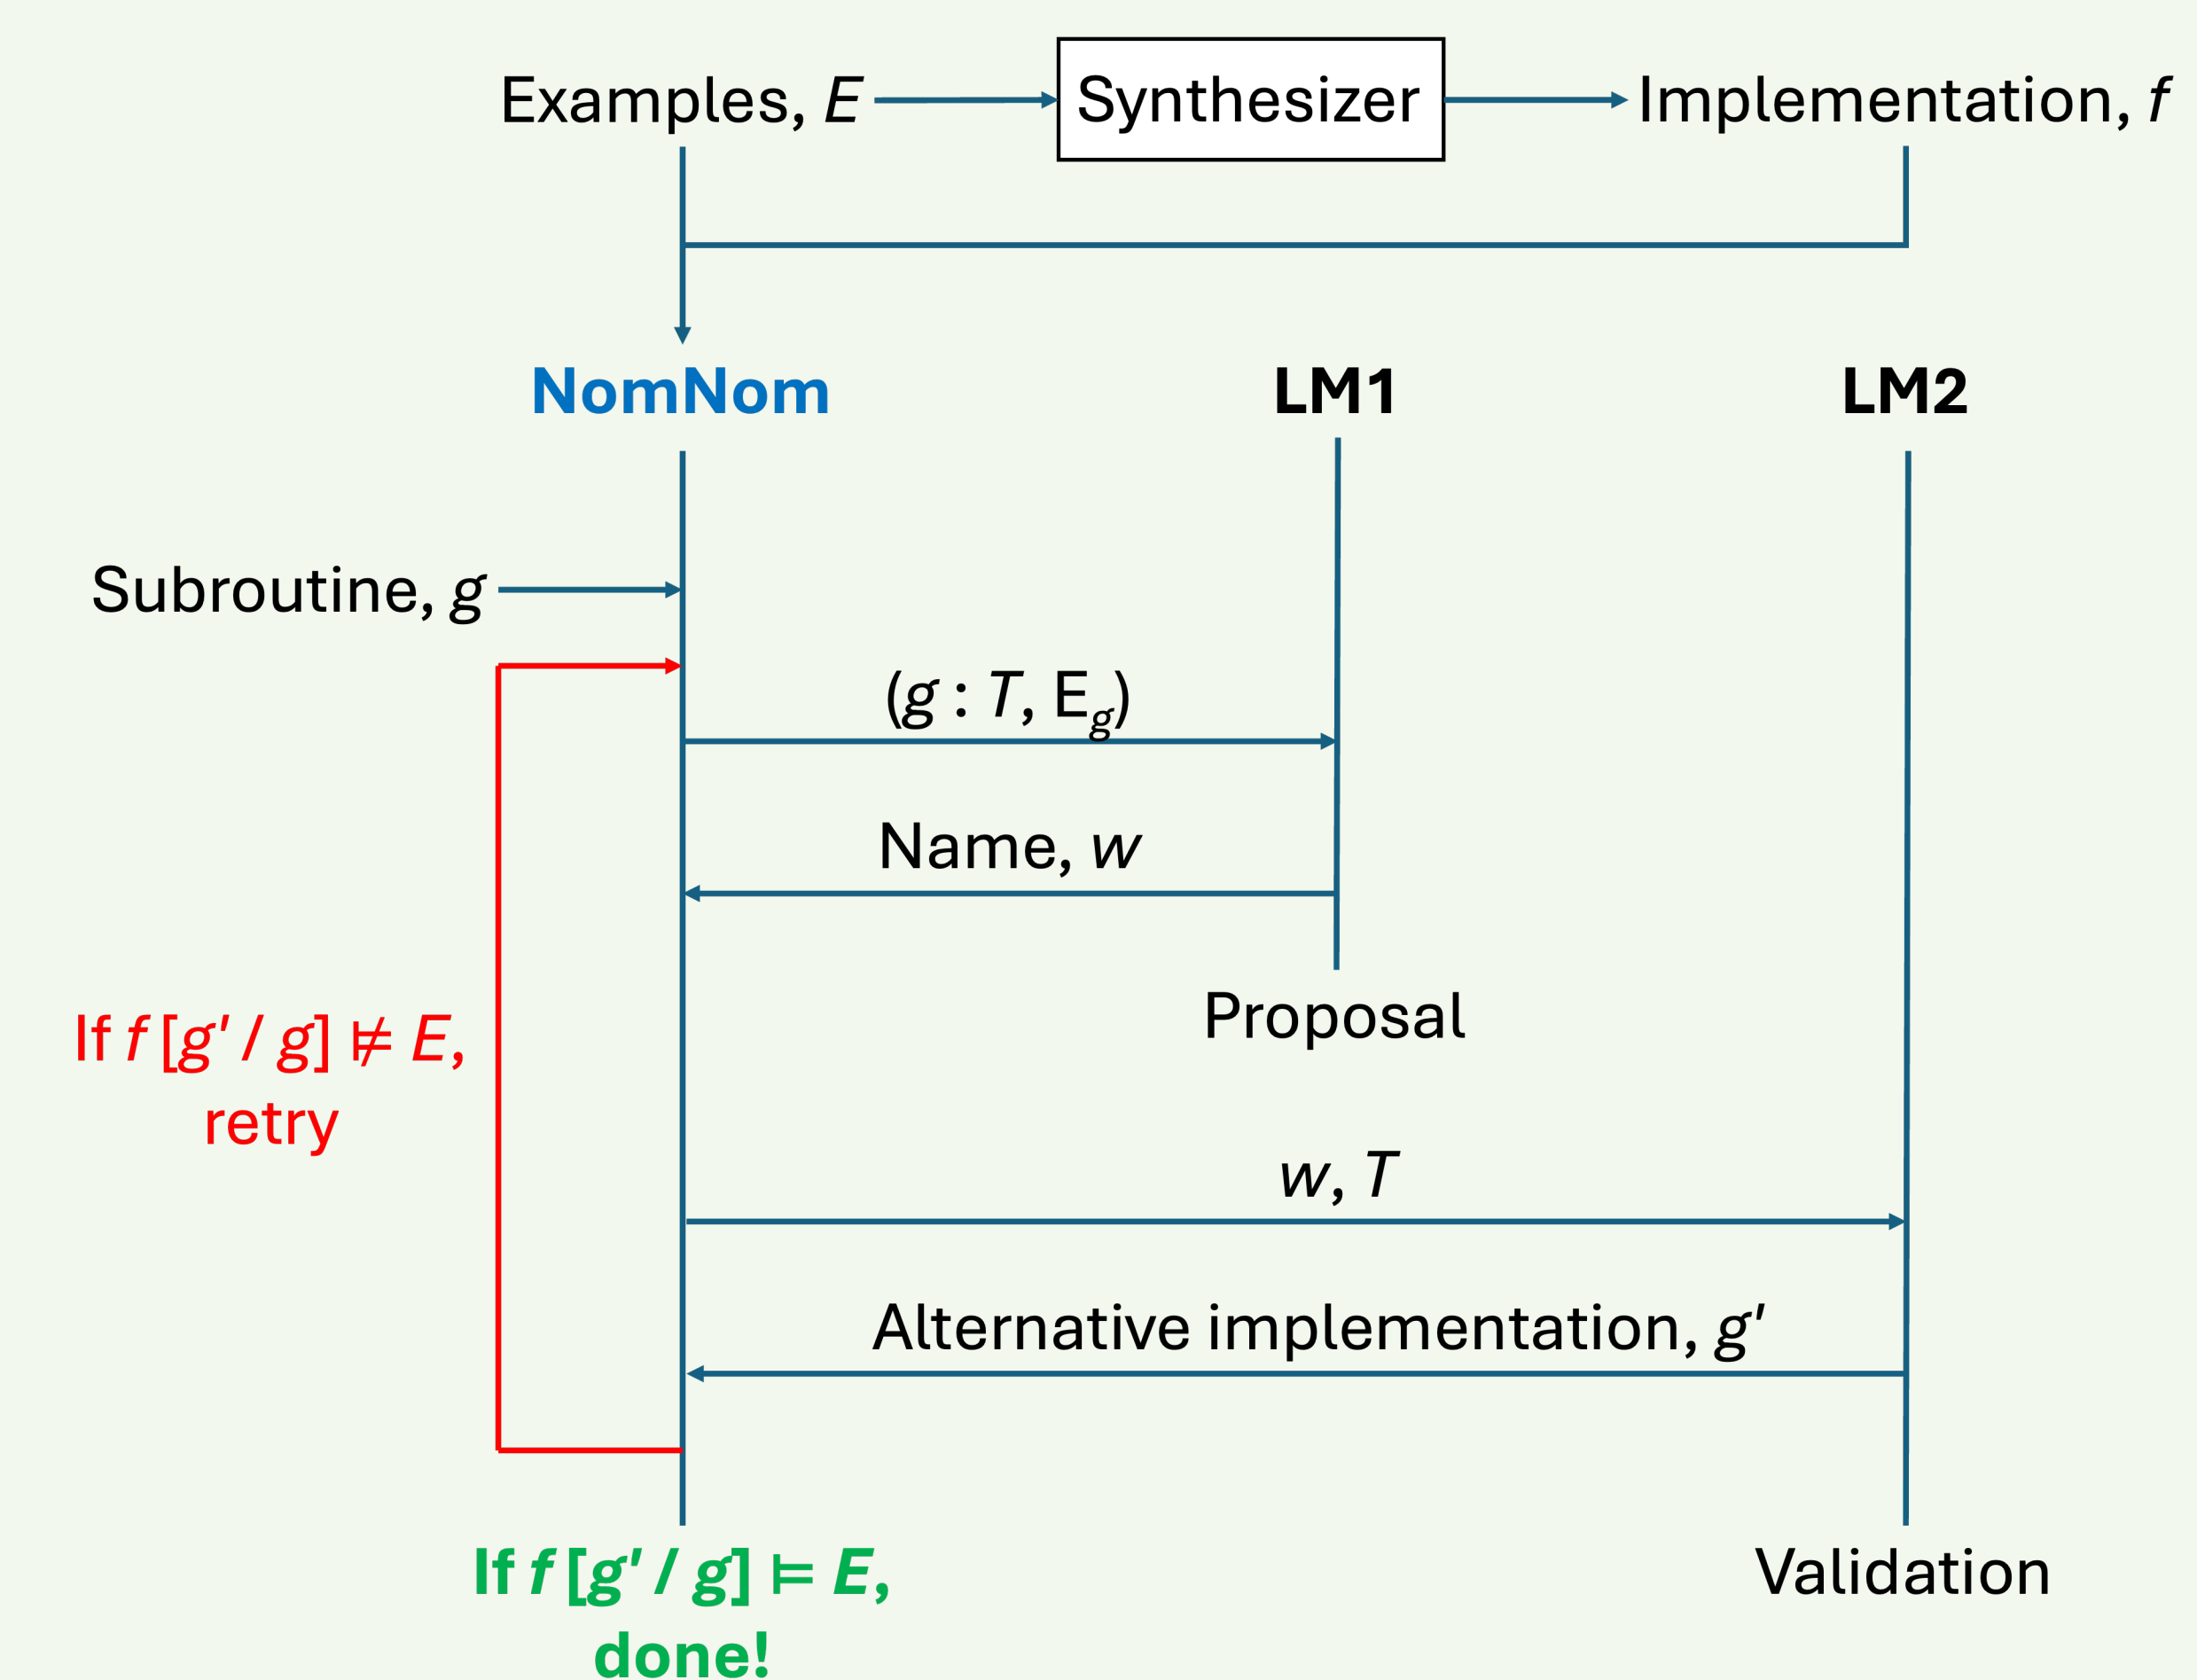 Examples, E
Synthesizer
Implementation, f
NomNom
LM1
LM2
Subroutine, g
(g : T, E_g)
Name, w
Proposal
If f [g' / g] ⊭ E,
retry
w, T
Alternative implementation, g'
If f [g' / g] ⊨ E,
done!
Validation